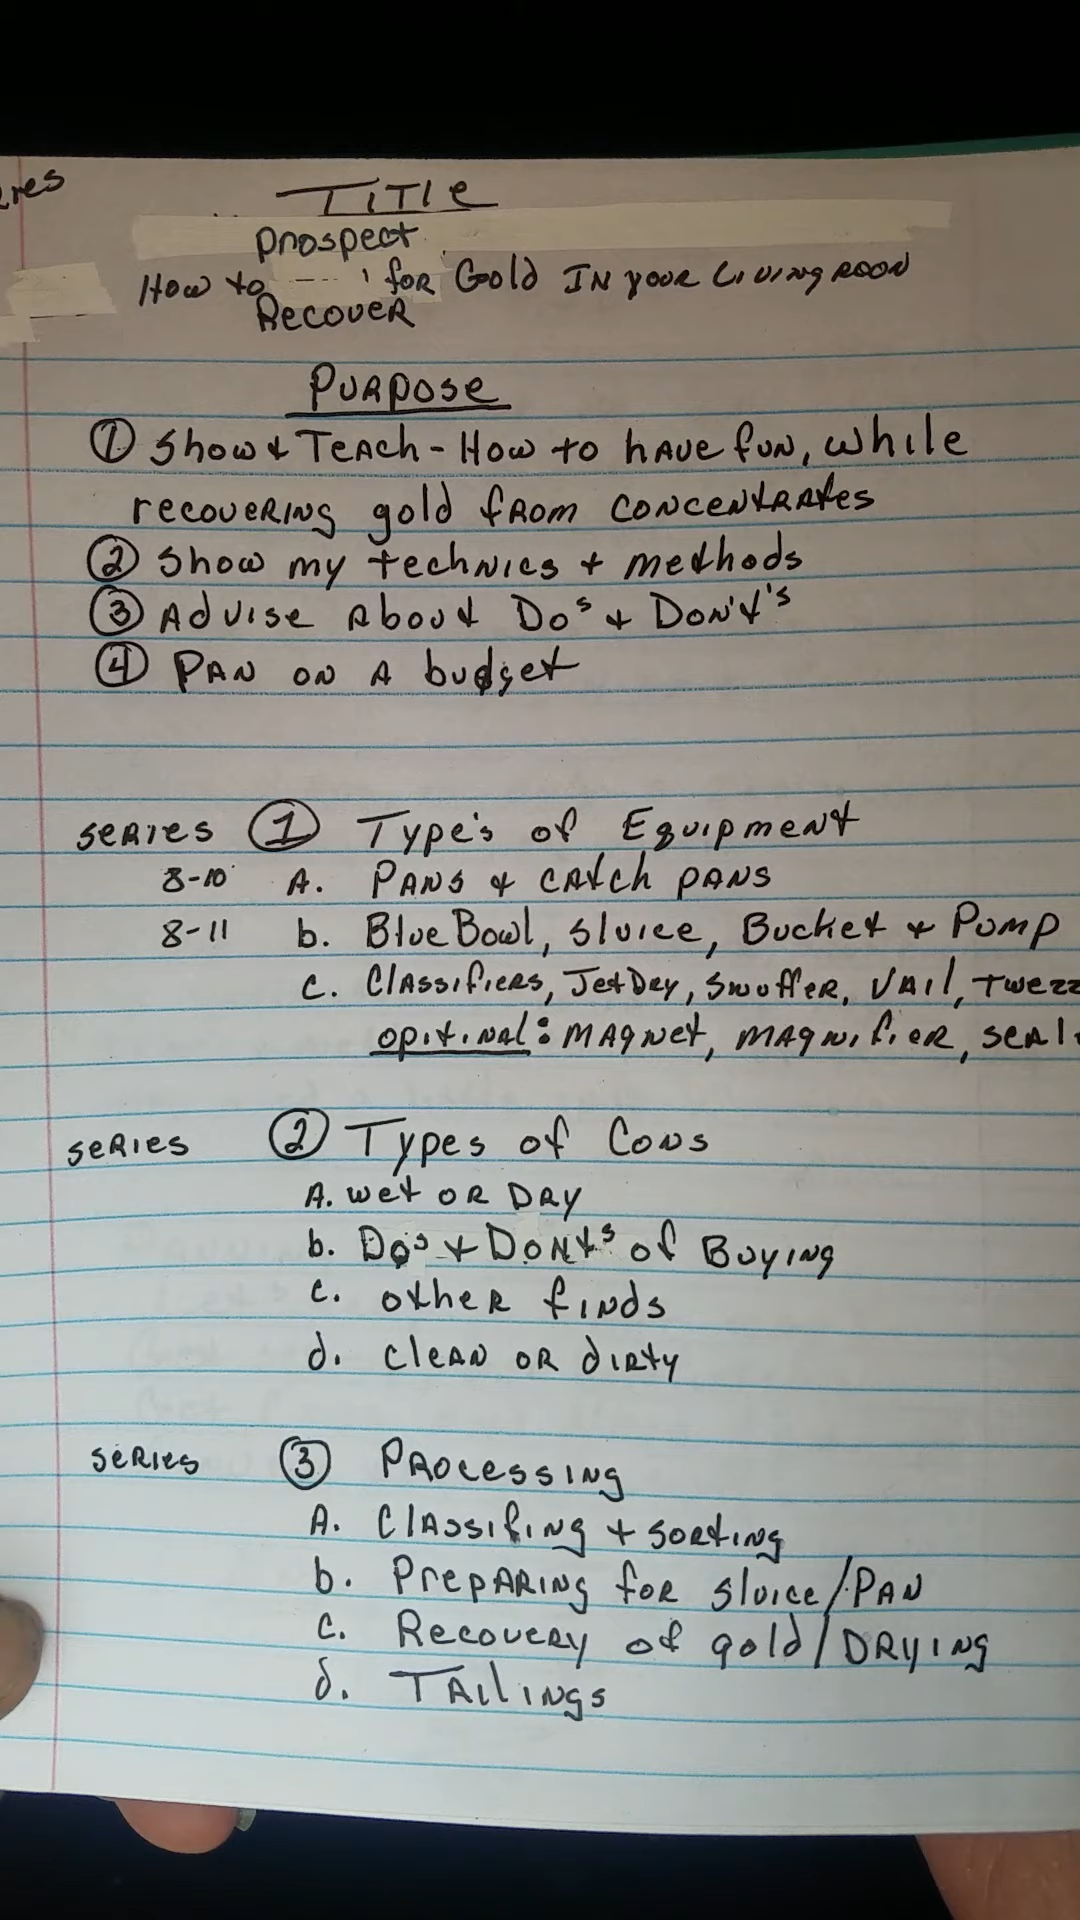 Title
Prospect
How to ---- for Gold In your Livingroon
Recover
Purpose
① Show & Teach - How to have fun, while
recovering gold from concentrates
② Show my technics + methods
③ Advise About Do's + Don't's
④ Pan on a budget
series ① Type's of Equipment
8-10 A. Pans & catch pans
8-11 b. Blue Bowl, sluice, Bucket & Pump
c. Classifiers, Jet Dry, Snuffer, Vail,
opitinal: magnet, magnifier,
series ② Types of Cons
A. wet or Dry
b. Do's + Dont's of Buying
c. other finds
d. clean or dirty
series ③ Processing
A. Classifing + sorting
b. Preparing for sluice/Pan
c. Recovery of gold/Drying
d. Tailings